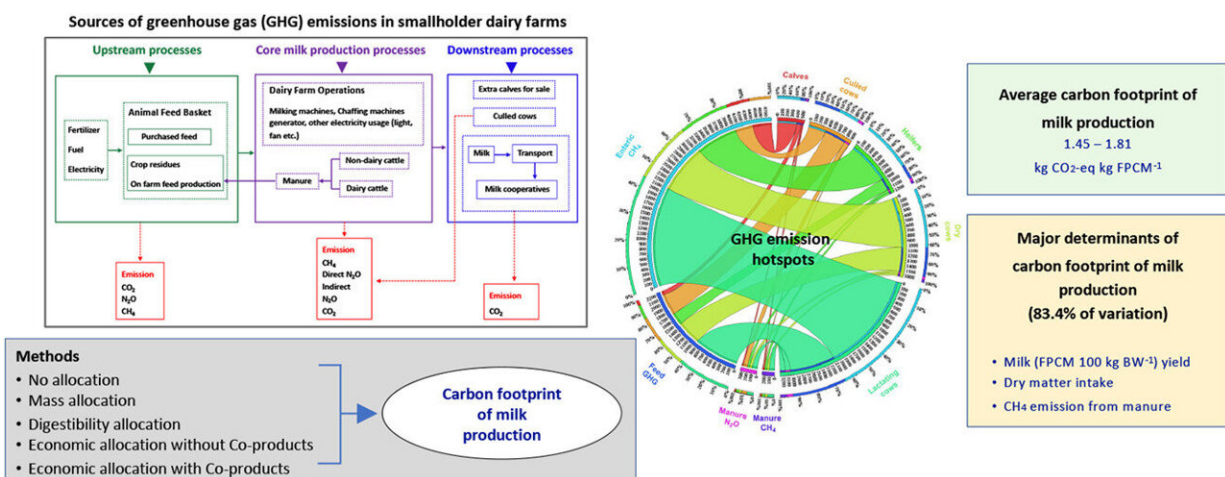 Sources of greenhouse gas (GHG) emissions in smallholder dairy farms
Upstream processes
Core milk production processes
Downstream processes
Fertilizer
Fuel
Electricity
Animal Feed Basket
Purchased feed
Crop residues
On farm feed production
Dairy Farm Operations
Milking machines, Chaffing machines
generator, other electricity usage (light,
fan etc.)
Manure
Non-dairy cattle
Dairy cattle
Extra calves for sale
Culled cows
Milk
Transport
Milk cooperatives
Emission
CO₂
N₂O
CH₄
Emission
CH₄
Direct N₂O
Indirect
N₂O
CO₂
Emission
CO₂
Methods
• No allocation
• Mass allocation
• Digestibility allocation
• Economic allocation without Co-products
• Economic allocation with Co-products
Carbon footprint
of milk
production
Calves
Culled
cows
Heifers
Dry
cows
Lactating
cows
Manure
CH₄
Manure
N₂O
Feed
GHG
Enteric
CH₄
GHG emission
hotspots
Average carbon footprint of
milk production
1.45 – 1.81
kg CO₂-eq kg FPCM⁻¹
Major determinants of
carbon footprint of milk
production
(83.4% of variation)
• Milk (FPCM 100 kg BW⁻¹) yield
• Dry matter intake
• CH₄ emission from manure